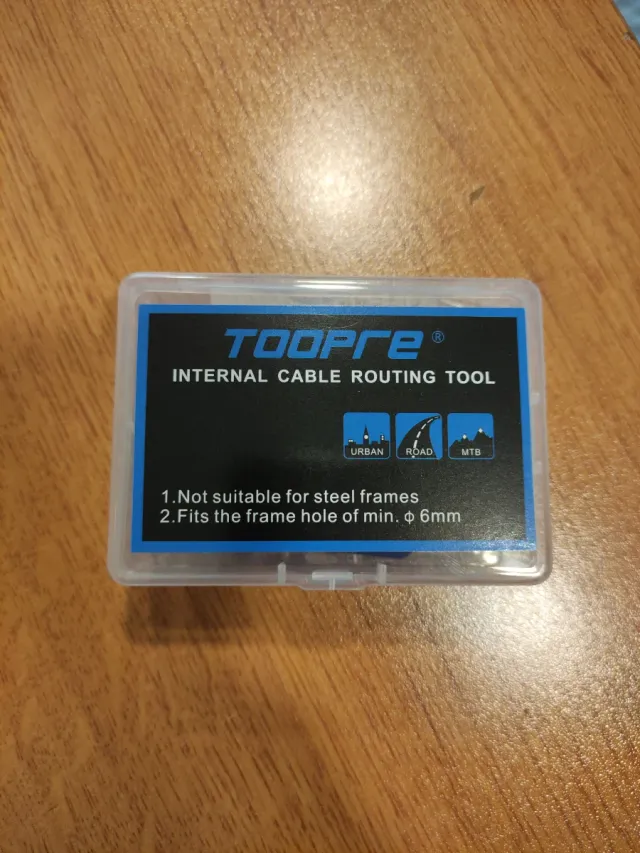 TOOPRE ®
INTERNAL CABLE ROUTING TOOL
URBAN ROAD MTB
1.Not suitable for steel frames
2.Fits the frame hole of min. ϕ 6mm